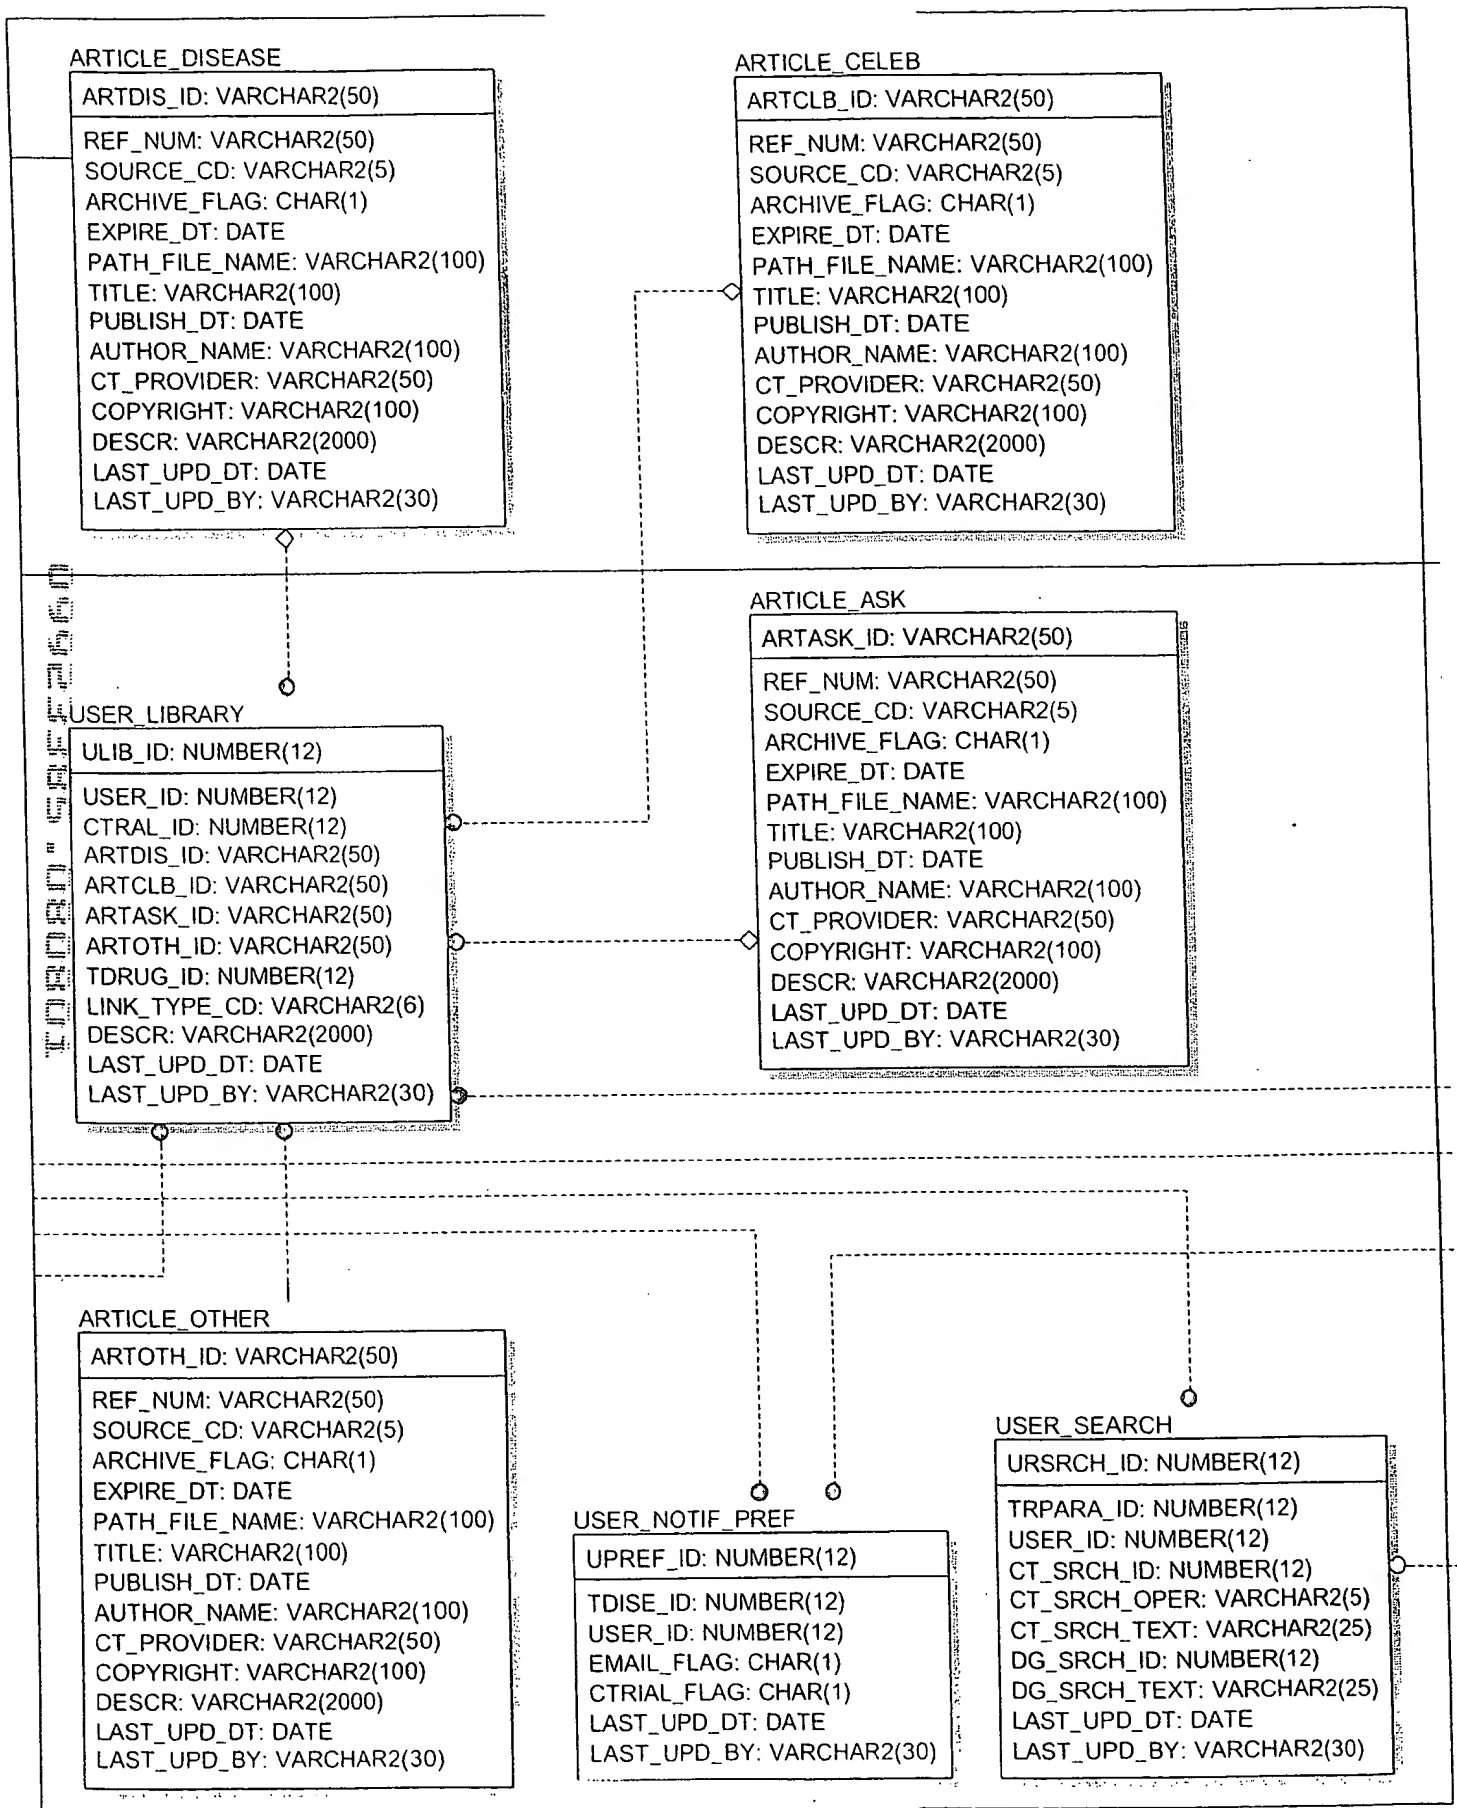 ARTICLE_DISEASE
ARTDIS_ID: VARCHAR2(50)
REF_NUM: VARCHAR2(50)
SOURCE_CD: VARCHAR2(5)
ARCHIVE_FLAG: CHAR(1)
EXPIRE_DT: DATE
PATH_FILE_NAME: VARCHAR2(100)
TITLE: VARCHAR2(100)
PUBLISH_DT: DATE
AUTHOR_NAME: VARCHAR2(100)
CT_PROVIDER: VARCHAR2(50)
COPYRIGHT: VARCHAR2(100)
DESCR: VARCHAR2(2000)
LAST_UPD_DT: DATE
LAST_UPD_BY: VARCHAR2(30)
ARTICLE_CELEB
ARTCLB_ID: VARCHAR2(50)
REF_NUM: VARCHAR2(50)
SOURCE_CD: VARCHAR2(5)
ARCHIVE_FLAG: CHAR(1)
EXPIRE_DT: DATE
PATH_FILE_NAME: VARCHAR2(100)
TITLE: VARCHAR2(100)
PUBLISH_DT: DATE
AUTHOR_NAME: VARCHAR2(100)
CT_PROVIDER: VARCHAR2(50)
COPYRIGHT: VARCHAR2(100)
DESCR: VARCHAR2(2000)
LAST_UPD_DT: DATE
LAST_UPD_BY: VARCHAR2(30)
USER_LIBRARY
ULIB_ID: NUMBER(12)
USER_ID: NUMBER(12)
CTRAL_ID: NUMBER(12)
ARTDIS_ID: VARCHAR2(50)
ARTCLB_ID: VARCHAR2(50)
ARTASK_ID: VARCHAR2(50)
ARTOTH_ID: VARCHAR2(50)
TDRUG_ID: NUMBER(12)
LINK_TYPE_CD: VARCHAR2(6)
DESCR: VARCHAR2(2000)
LAST_UPD_DT: DATE
LAST_UPD_BY: VARCHAR2(30)
ARTICLE_ASK
ARTASK_ID: VARCHAR2(50)
REF_NUM: VARCHAR2(50)
SOURCE_CD: VARCHAR2(5)
ARCHIVE_FLAG: CHAR(1)
EXPIRE_DT: DATE
PATH_FILE_NAME: VARCHAR2(100)
TITLE: VARCHAR2(100)
PUBLISH_DT: DATE
AUTHOR_NAME: VARCHAR2(100)
CT_PROVIDER: VARCHAR2(50)
COPYRIGHT: VARCHAR2(100)
DESCR: VARCHAR2(2000)
LAST_UPD_DT: DATE
LAST_UPD_BY: VARCHAR2(30)
ARTICLE_OTHER
ARTOTH_ID: VARCHAR2(50)
REF_NUM: VARCHAR2(50)
SOURCE_CD: VARCHAR2(5)
ARCHIVE_FLAG: CHAR(1)
EXPIRE_DT: DATE
PATH_FILE_NAME: VARCHAR2(100)
TITLE: VARCHAR2(100)
PUBLISH_DT: DATE
AUTHOR_NAME: VARCHAR2(100)
CT_PROVIDER: VARCHAR2(50)
COPYRIGHT: VARCHAR2(100)
DESCR: VARCHAR2(2000)
LAST_UPD_DT: DATE
LAST_UPD_BY: VARCHAR2(30)
USER_NOTIF_PREF
UPREF_ID: NUMBER(12)
TDISE_ID: NUMBER(12)
USER_ID: NUMBER(12)
EMAIL_FLAG: CHAR(1)
CTRIAL_FLAG: CHAR(1)
LAST_UPD_DT: DATE
LAST_UPD_BY: VARCHAR2(30)
USER_SEARCH
URSRCH_ID: NUMBER(12)
TRPARA_ID: NUMBER(12)
USER_ID: NUMBER(12)
CT_SRCH_ID: NUMBER(12)
CT_SRCH_OPER: VARCHAR2(5)
CT_SRCH_TEXT: VARCHAR2(25)
DG_SRCH_ID: NUMBER(12)
DG_SRCH_TEXT: VARCHAR2(25)
LAST_UPD_DT: DATE
LAST_UPD_BY: VARCHAR2(30)